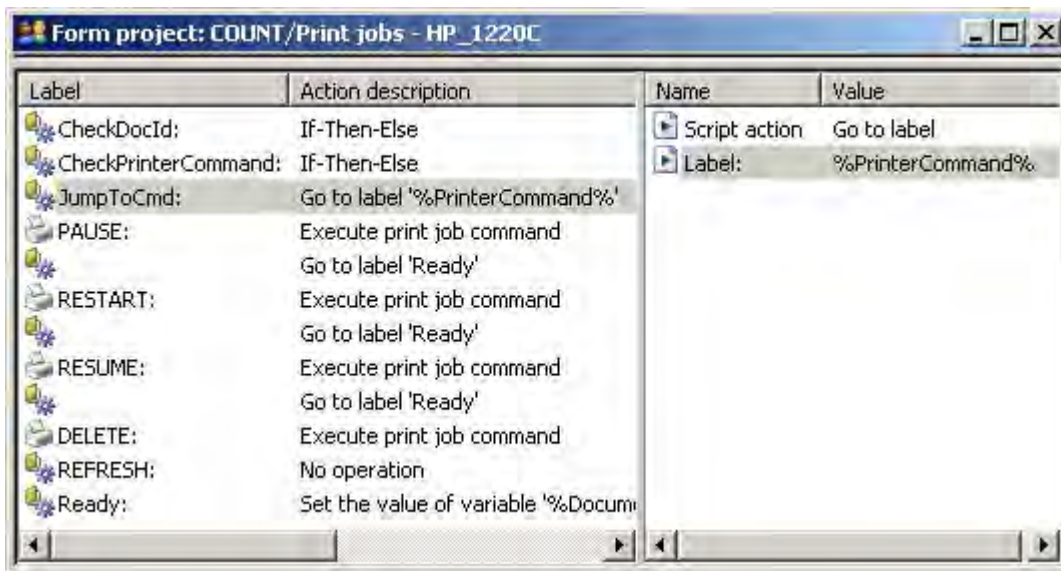 Form project: COUNT/Print jobs - HP_1220C
Label Action description Name Value
CheckDocId: If-Then-Else Script action Go to label
CheckPrinterCommand: If-Then-Else Label: %PrinterCommand%
JumpToCmd: Go to label '%PrinterCommand%'
PAUSE: Execute print job command
Go to label 'Ready'
RESTART: Execute print job command
Go to label 'Ready'
RESUME: Execute print job command
Go to label 'Ready'
DELETE: Execute print job command
REFRESH: No operation
Ready: Set the value of variable '%Docum